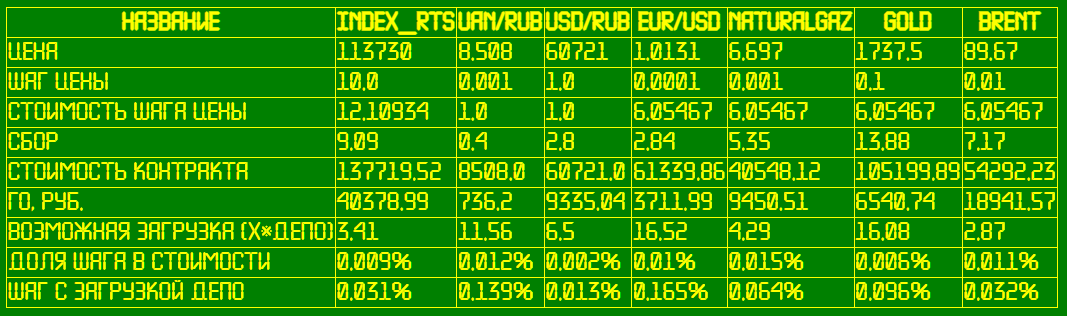 НАЗВАНИЕ INDEX_RTS UAN/RUB USD/RUB EUR/USD NATURALGAZ GOLD BRENT
ЦЕНА 113730 8.508 60721 1.0131 6.697 1737.5 89.67
ШАГ ЦЕНЫ 10.0 0.001 1.0 0.0001 0.001 0.1 0.01
СТОИМОСТЬ ШАГА ЦЕНЫ 12.10934 1.0 1.0 6.05467 6.05467 6.05467 6.05467
СБОР 9.09 0.4 2.8 2.84 5.35 13.88 7.17
СТОИМОСТЬ КОНТРАКТА 137719.52 8508.0 60721.0 61339.86 40548.12 105199.89 54292.23
ГО, РУБ. 40378.99 736.2 9335.04 3711.99 9450.51 6540.74 18941.57
ВОЗМОЖНАЯ ЗАГРУЗКА (Х*ДЕПО) 3.41 11.56 6.5 16.52 4.29 16.08 2.87
ДОЛЯ ШАГА В СТОИМОСТИ 0.009% 0.012% 0.002% 0.01% 0.015% 0.006% 0.011%
ШАГ С ЗАГРУЗКОЙ ДЕПО 0.031% 0.139% 0.013% 0.165% 0.064% 0.096% 0.032%